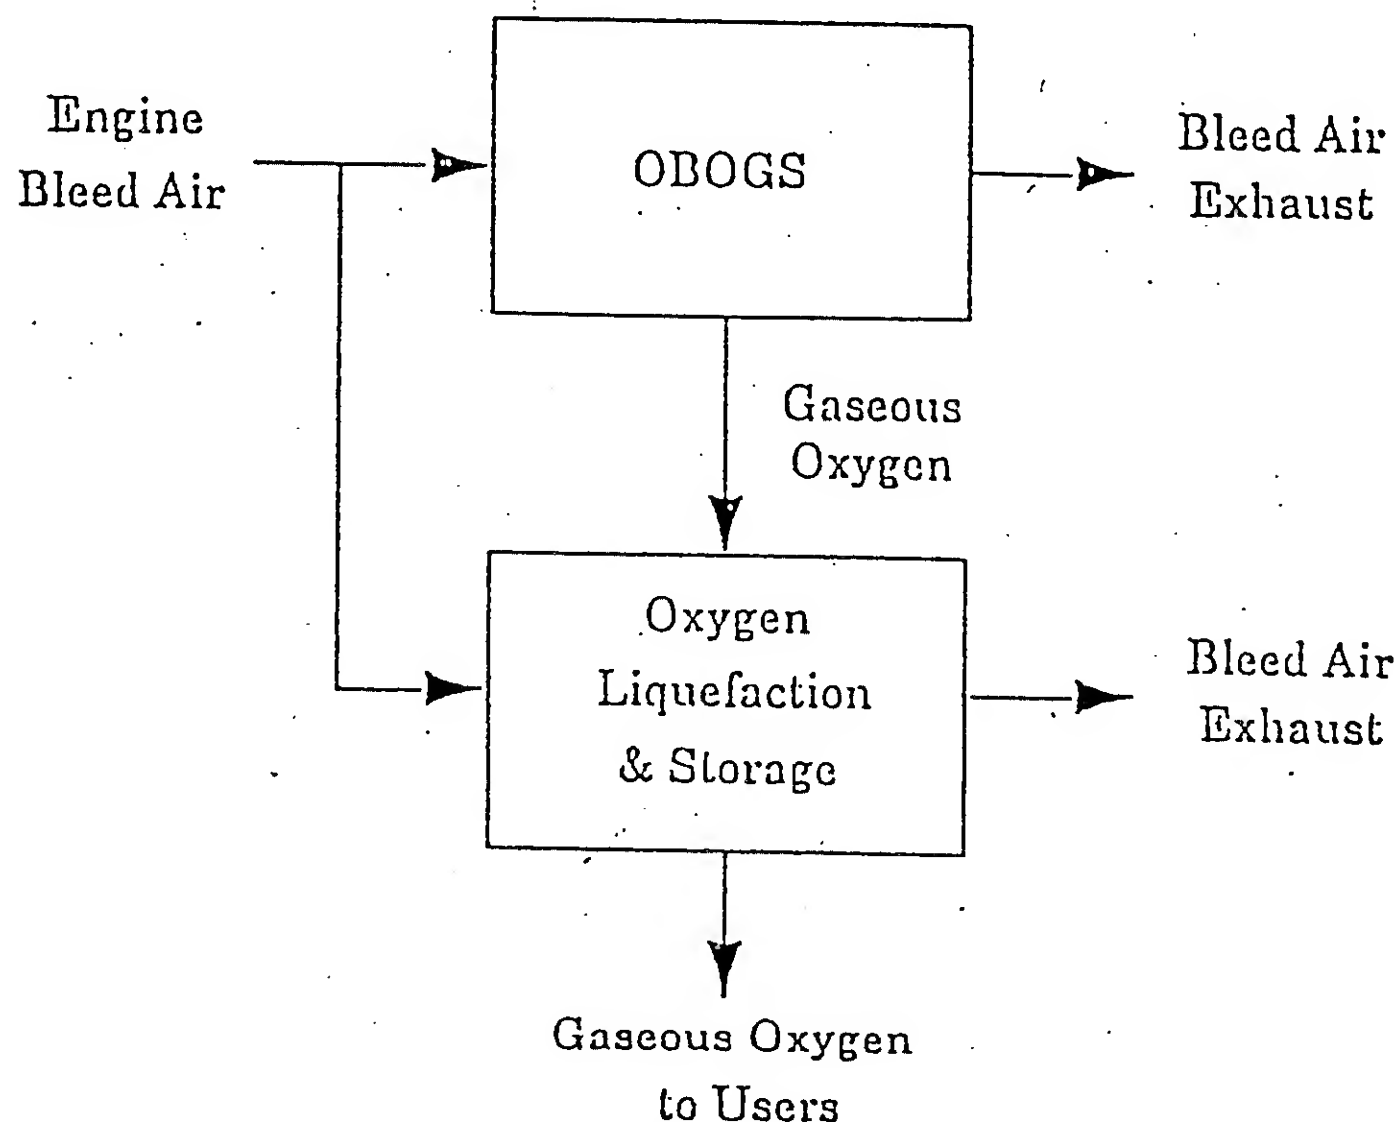 Engine
Bleed Air
OBOGS
Bleed Air
Exhaust
Gaseous
Oxygen
Oxygen
Liquefaction
& Storage
Bleed Air
Exhaust
Gaseous Oxygen
to Users